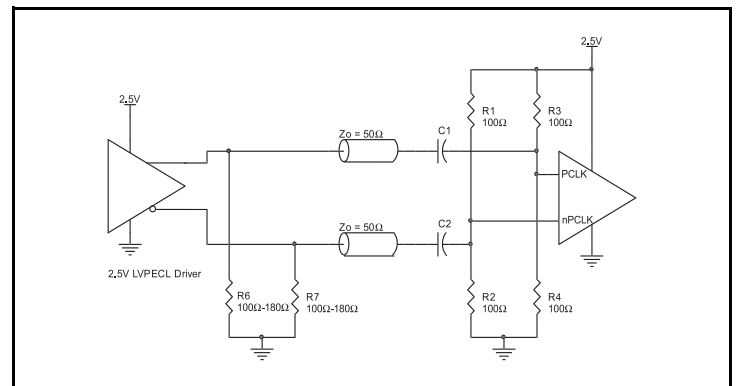 2.5V
2.5V
R1
100Ω
R3
100Ω
Zo = 50Ω
C1
PCLK
Zo = 50Ω
C2
nPCLK
2.5V LVPECL Driver
R6
100Ω-180Ω
R7
100Ω-180Ω
R2
100Ω
R4
100Ω